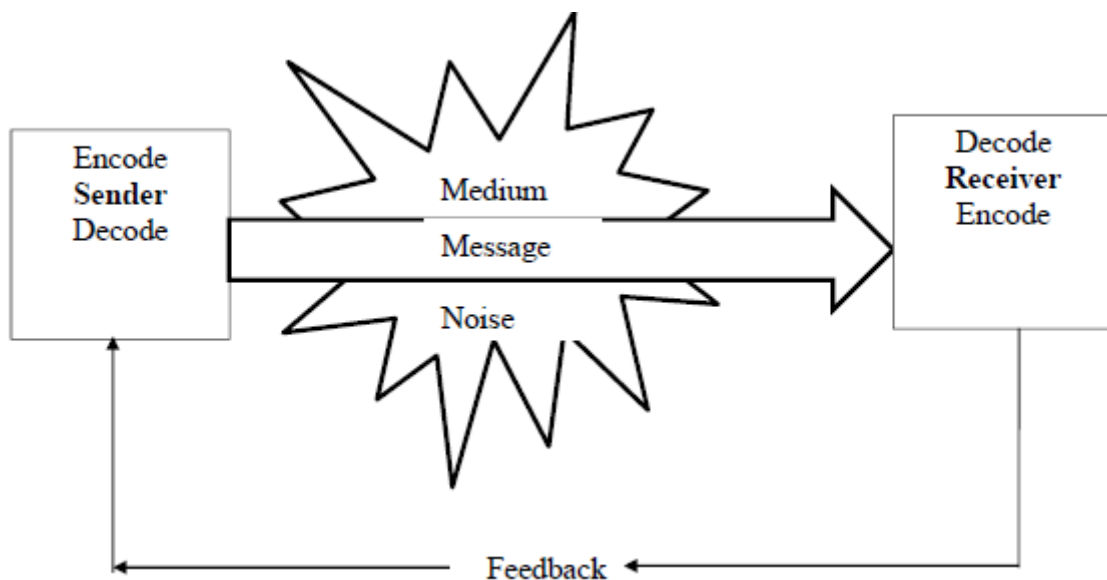 Encode
Sender
Decode
Medium
Message
Noise
Decode
Receiver
Encode
Feedback